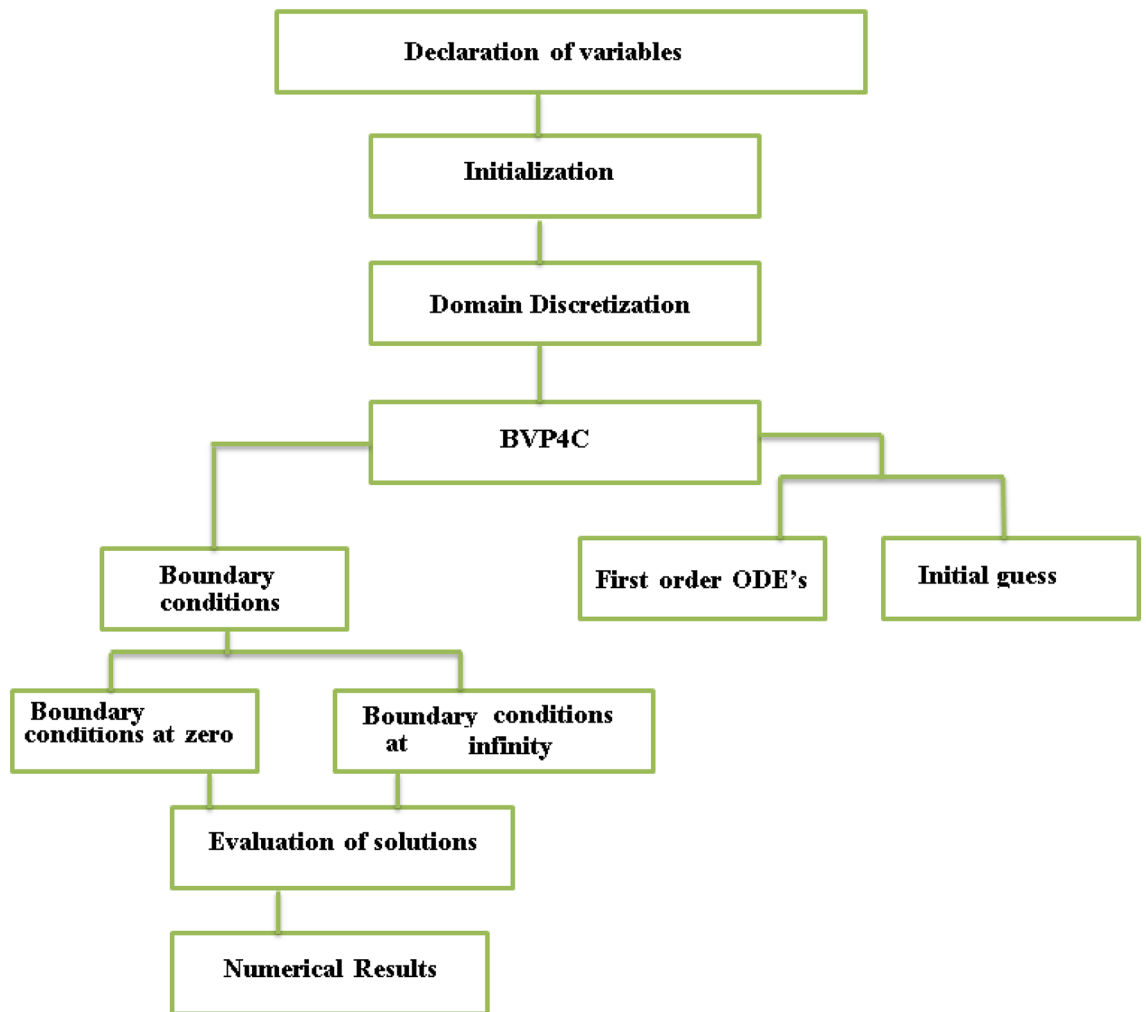 Declaration of variables
Initialization
Domain Discretization
BVP4C
Boundary
conditions
First order ODE's
Initial guess
Boundary
conditions at zero
Boundary conditions
at infinity
Evaluation of solutions
Numerical Results